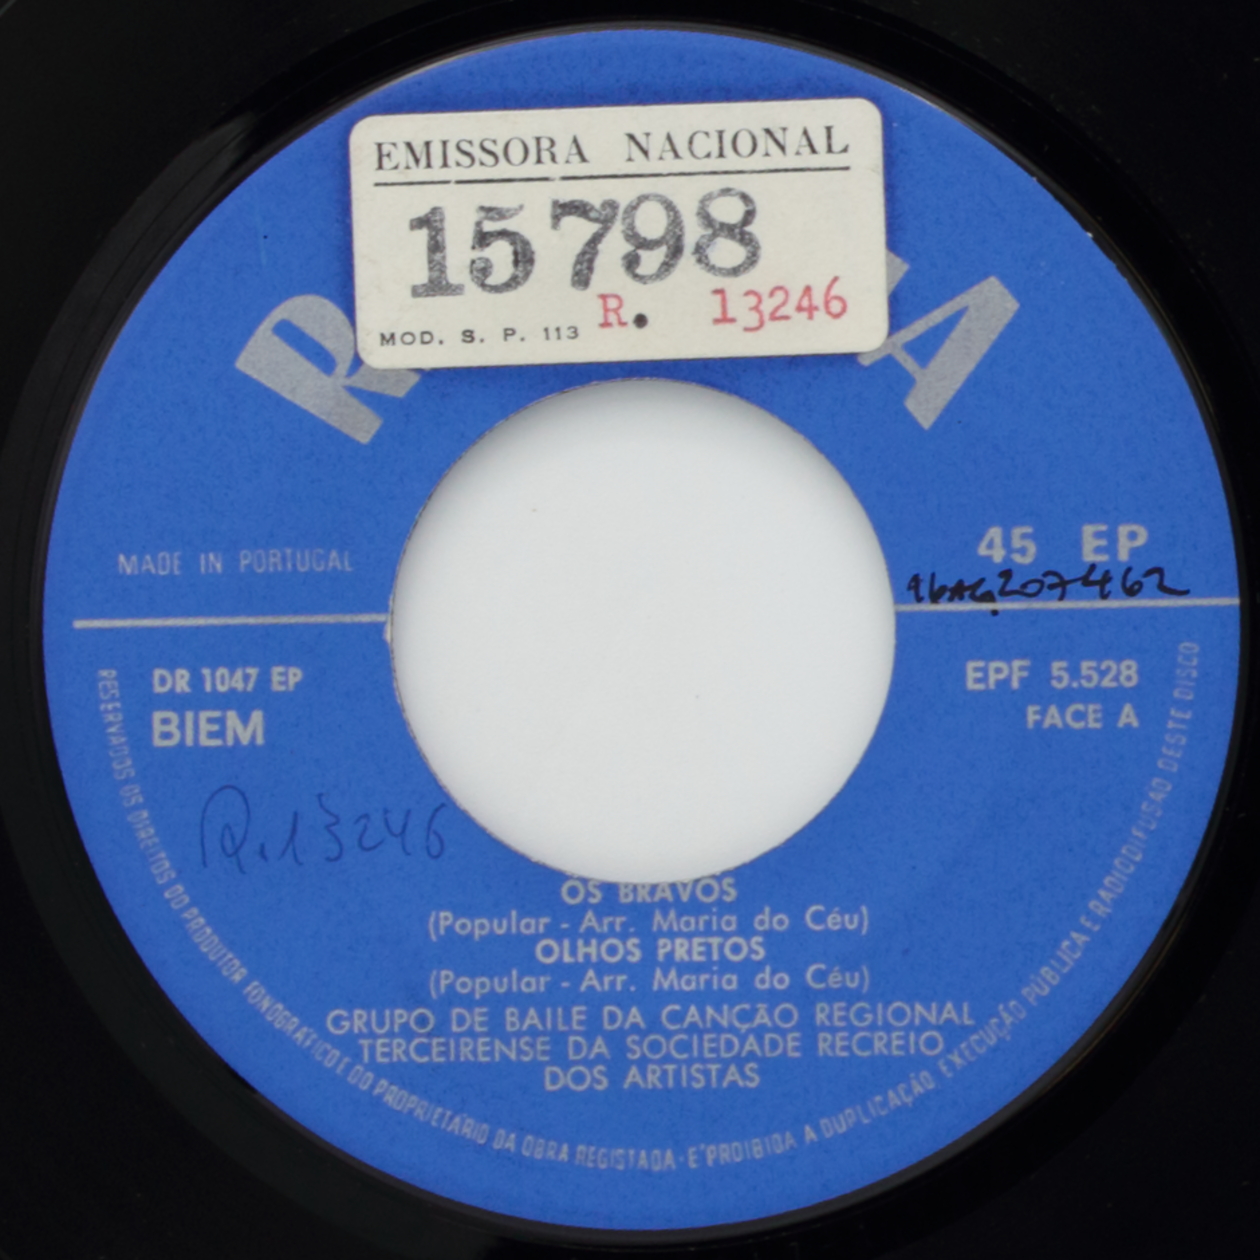 EMISSORA NACIONAL
15798
R. 13246
MOD. S. P. 113
R A
MADE IN PORTUGAL
45 EP
DR 1047 EP
BIEM
EPF 5.528
FACE A
R.13246
OS BRAVOS
(Popular - Arr. Maria do Céu)
OLHOS PRETOS
(Popular - Arr. Maria do Céu)
GRUPO DE BAILE DA CANÇÃO REGIONAL
TERCEIRENSE DA SOCIEDADE RECREIO
DOS ARTISTAS
RESERVADOS OS DIREITOS DO PRODUTOR FONOGRÁFICO E DO PROPRIETÁRIO DA OBRA REGISTADA · E' PROIBIDA A DUPLICAÇÃO, EXECUÇÃO PUBLICA E RADIODIFUSÃO DESTE DISCO